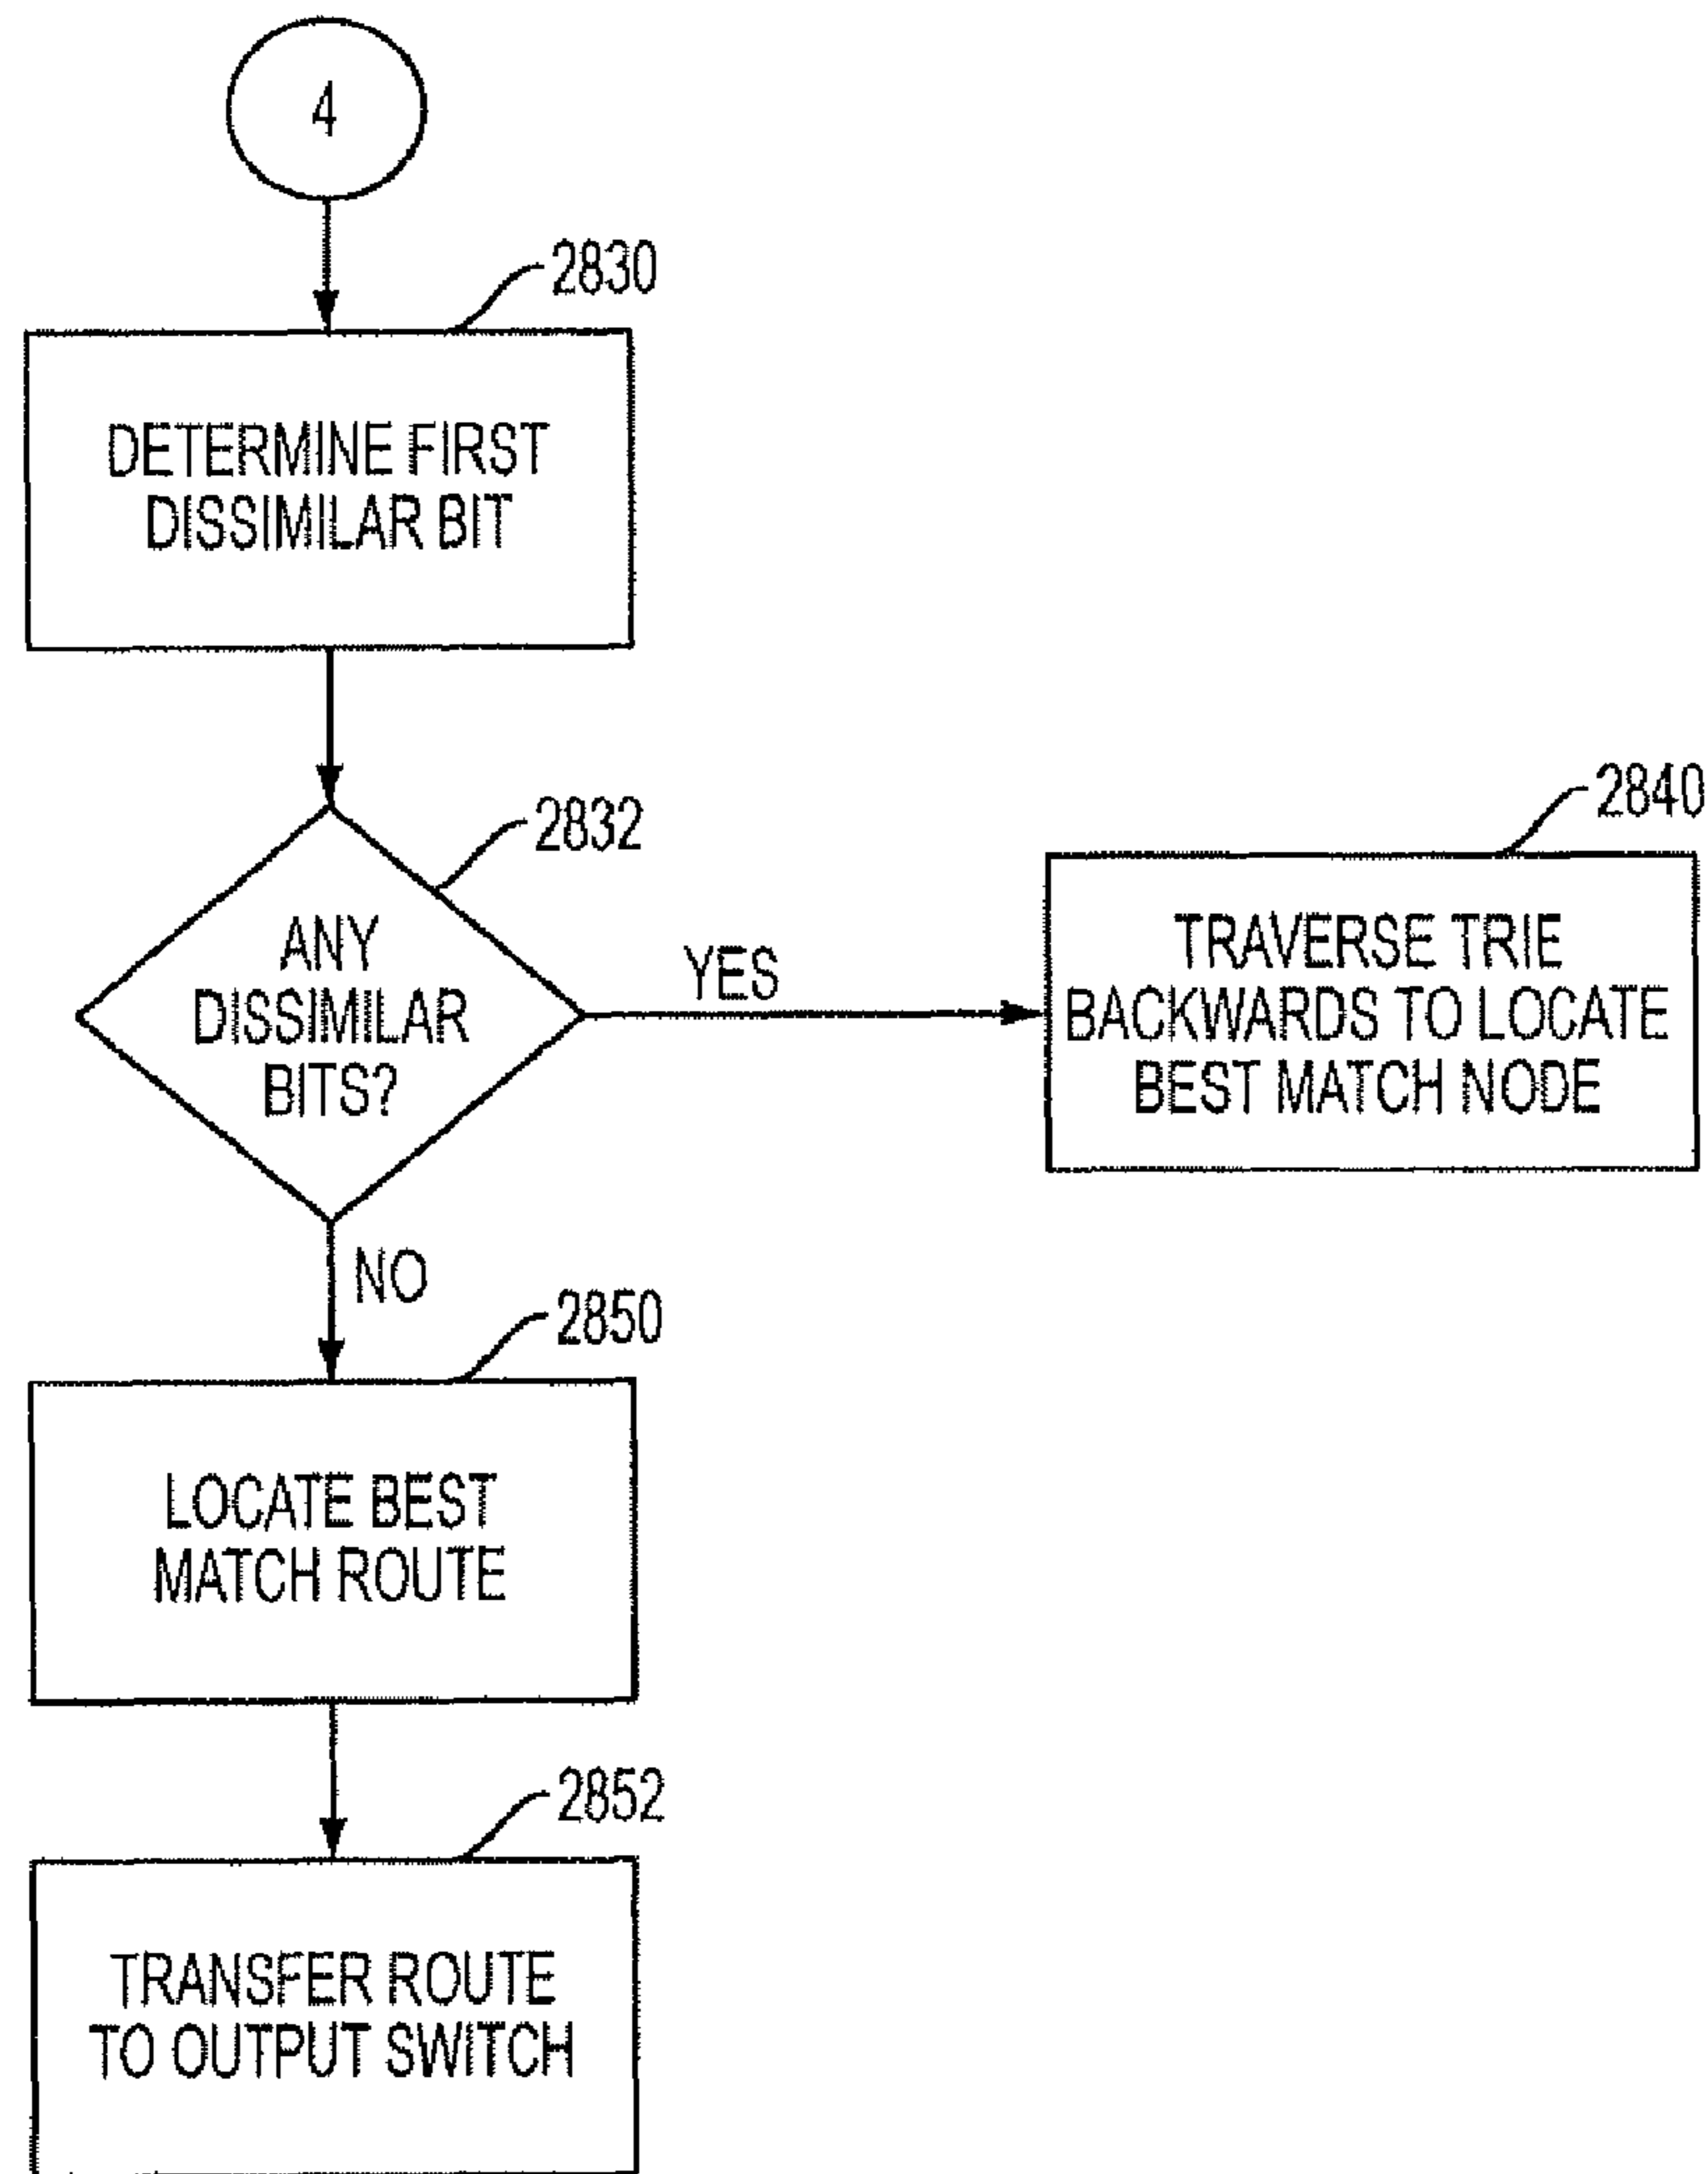 4
2830
DETERMINE FIRST
DISSIMILAR BIT
2832
ANY
DISSIMILAR
BITS?
YES
2840
TRAVERSE TRIE
BACKWARDS TO LOCATE
BEST MATCH NODE
NO
2850
LOCATE BEST
MATCH ROUTE
2852
TRANSFER ROUTE
TO OUTPUT SWITCH